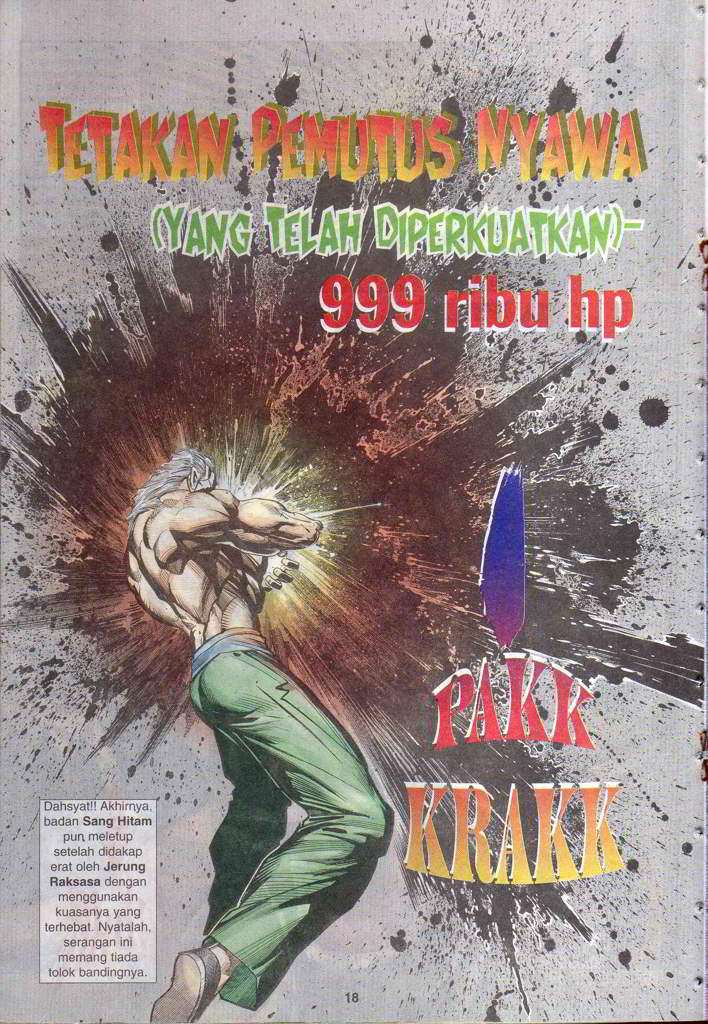 TETAKAN PEMUTUS NYAWA
(YANG TELAH DIPERKUATKAN)-
999 ribu hp
PAKK
KRAKK
Dahsyat!! Akhirnya,
badan Sang Hitam
pun meletup
setelah didakap
erat oleh Jerung
Raksasa dengan
menggunakan
kuasanya yang
terhebat. Nyatalah,
serangan ini
memang tiada
tolok bandingnya.
18